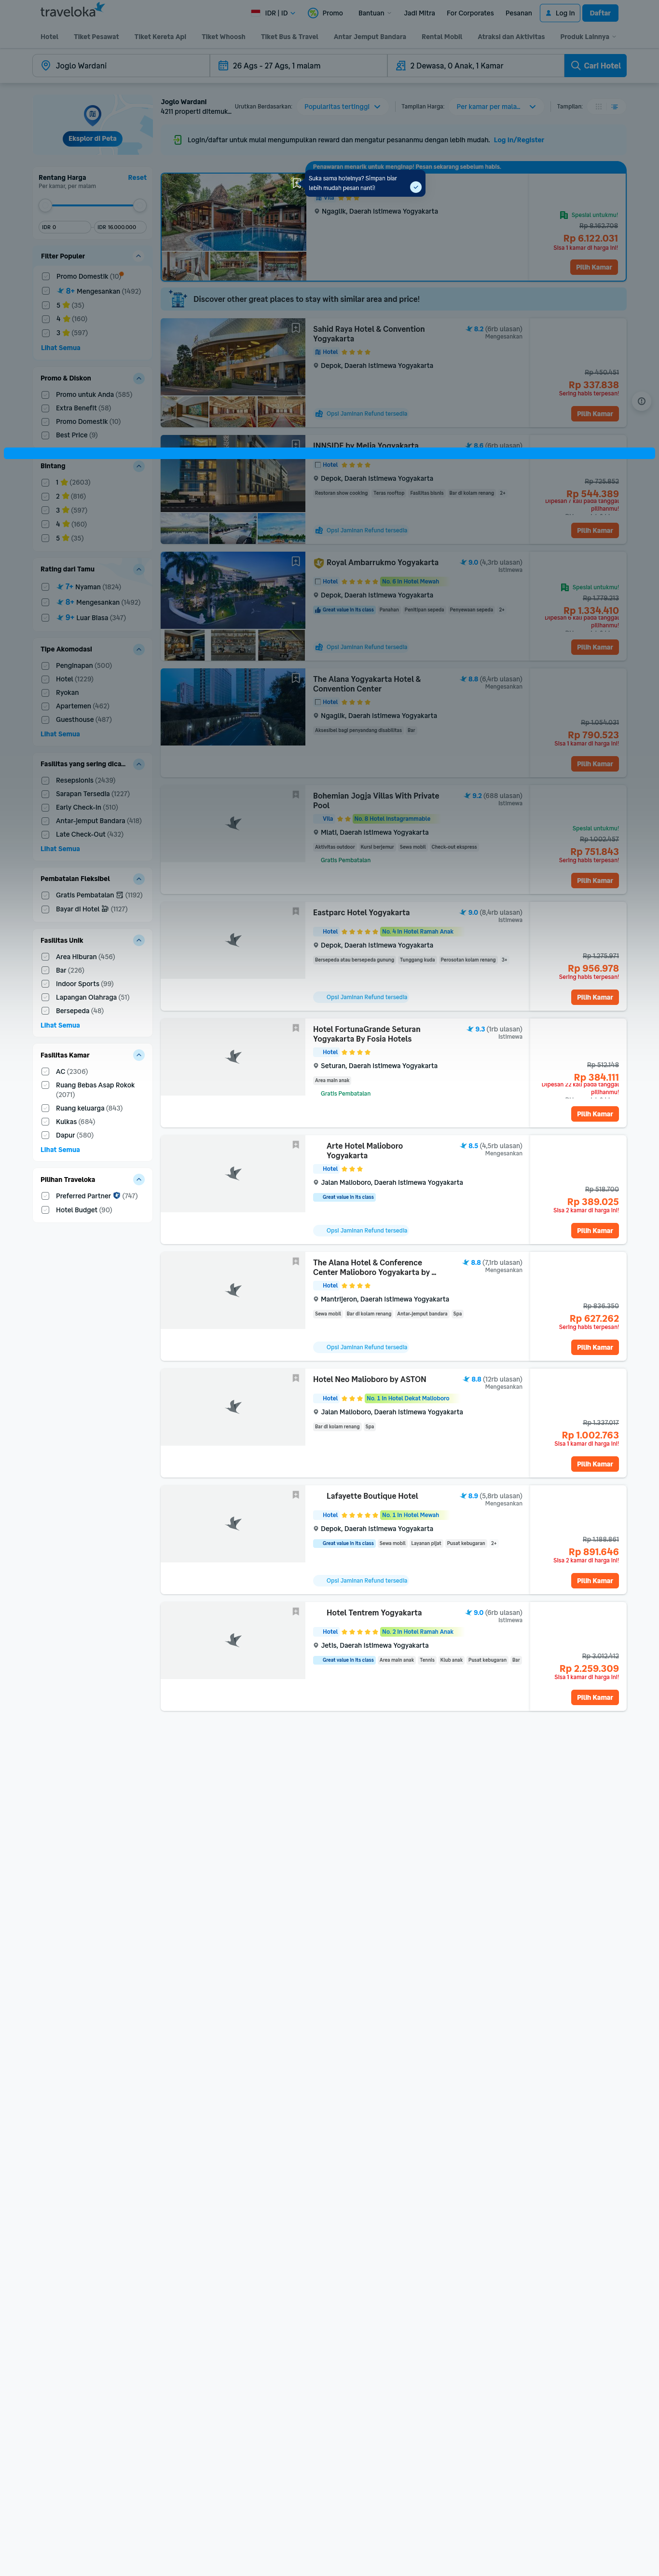 traveloka
IDR | ID
Promo
Bantuan
Jadi Mitra
For Corporates
Pesanan
Log In
Daftar
Hotel
Tiket Pesawat
Tiket Kereta Api
Tiket Whoosh
Tiket Bus & Travel
Antar Jemput Bandara
Rental Mobil
Atraksi dan Aktivitas
Produk Lainnya
Joglo Wardani
26 Ags - 27 Ags, 1 malam
2 Dewasa, 0 Anak, 1 Kamar
Cari Hotel
Eksplor di Peta
Rentang Harga
Reset
Per kamar, per malam
IDR 0
-
IDR 16.000.000
Filter Populer
Promo Domestik (10)
8+ Mengesankan (1492)
5 (35)
4 (160)
3 (597)
Lihat Semua
Promo & Diskon
Promo untuk Anda (585)
Extra Benefit (56)
Promo Domestik (10)
Best Price (9)
Bintang
1 (2603)
2 (816)
3 (597)
4 (160)
5 (35)
Rating dari Tamu
7+ Nyaman (1824)
8+ Mengesankan (1492)
9+ Luar Biasa (347)
Tipe Akomodasi
Penginapan (500)
Hotel (1229)
Ryokan
Apartemen (462)
Guesthouse (487)
Lihat Semua
Fasilitas yang sering dica...
Resepsionis (2439)
Sarapan Tersedia (1227)
Early Check-in (510)
Antar-jemput Bandara (418)
Late Check-Out (432)
Lihat Semua
Pembatalan Fleksibel
Gratis Pembatalan (1192)
Bayar di Hotel (1127)
Fasilitas Unik
Area Hiburan (456)
Bar (226)
Indoor Sports (99)
Lapangan Olahraga (51)
Bersepeda (48)
Lihat Semua
Fasilitas Kamar
AC (2306)
Ruang Bebas Asap Rokok
(2071)
Ruang keluarga (843)
Kulkas (684)
Dapur (580)
Lihat Semua
Pilihan Traveloka
Preferred Partner (747)
Hotel Budget (90)
Joglo Wardani
4211 properti ditemuk...
Urutkan Berdasarkan:
Popularitas tertinggi
Tampilan Harga:
Per kamar per mala...
Tampilan:
Login/daftar untuk mulai mengumpulkan reward dan mengatur pesananmu dengan lebih mudah. Log In/Register
Penawaran menarik untuk menginap! Pesan sekarang sebelum habis.
Suka sama hotelnya? Simpan biar
lebih mudah pesan nanti!
Vila
Ngaglik, Daerah Istimewa Yogyakarta
Spesial untukmu!
Rp 8.162.708
Rp 6.122.031
Sisa 1 kamar di harga ini!
Pilih Kamar
Discover other great places to stay with similar area and price!
Sahid Raya Hotel & Convention
Yogyakarta
8.2 (6rb ulasan)
Mengesankan
Hotel
Depok, Daerah Istimewa Yogyakarta
Opsi Jaminan Refund tersedia
Rp 450.451
Rp 337.838
Sering habis terpesan!
Pilih Kamar
INNSIDE by Melia Yogyakarta
8.6 (6rb ulasan)
Hotel
Depok, Daerah Istimewa Yogyakarta
Restoran show cooking
Teras rooftop
Fasilitas bisnis
Bar di kolam renang
2+
Opsi Jaminan Refund tersedia
Rp 725.852
Rp 544.389
Dipesan 7 kali pada tanggal
pilihanmu!
Pilih Kamar
Royal Ambarrukmo Yogyakarta
9.0 (4,3rb ulasan)
Istimewa
Hotel
No. 6 in Hotel Mewah
Depok, Daerah Istimewa Yogyakarta
Great value in its class
Panahan
Penitipan sepeda
Penyewaan sepeda
2+
Opsi Jaminan Refund tersedia
Spesial untukmu!
Rp 1.779.213
Rp 1.334.410
Dipesan 6 kali pada tanggal
pilihanmu!
Pilih Kamar
The Alana Yogyakarta Hotel &
Convention Center
8.8 (6,4rb ulasan)
Mengesankan
Hotel
Ngaglik, Daerah Istimewa Yogyakarta
Aksesibel bagi penyandang disabilitas
Bar
Rp 1.054.031
Rp 790.523
Sisa 1 kamar di harga ini!
Pilih Kamar
Bohemian Jogja Villas With Private
Pool
9.2 (688 ulasan)
Istimewa
Vila
No. 8 Hotel Instagrammable
Mlati, Daerah Istimewa Yogyakarta
Aktivitas outdoor
Kursi berjemur
Sewa mobil
Check-out ekspress
Gratis Pembatalan
Spesial untukmu!
Rp 1.002.457
Rp 751.843
Sering habis terpesan!
Pilih Kamar
Eastparc Hotel Yogyakarta
9.0 (8,4rb ulasan)
Istimewa
Hotel
No. 4 in Hotel Ramah Anak
Depok, Daerah Istimewa Yogyakarta
Bersepeda atau bersepeda gunung
Tunggang kuda
Perosotan kolam renang
3+
Opsi Jaminan Refund tersedia
Rp 1.275.971
Rp 956.978
Sering habis terpesan!
Pilih Kamar
Hotel FortunaGrande Seturan
Yogyakarta By Fosia Hotels
9.3 (1rb ulasan)
Istimewa
Hotel
Seturan, Daerah Istimewa Yogyakarta
Area main anak
Gratis Pembatalan
Rp 512.148
Rp 384.111
Dipesan 22 kali pada tanggal
pilihanmu!
Pilih Kamar
Arte Hotel Malioboro
Yogyakarta
8.5 (4,5rb ulasan)
Mengesankan
Hotel
Jalan Malioboro, Daerah Istimewa Yogyakarta
Great value in its class
Opsi Jaminan Refund tersedia
Rp 518.700
Rp 389.025
Sisa 2 kamar di harga ini!
Pilih Kamar
The Alana Hotel & Conference
Center Malioboro Yogyakarta by ...
8.8 (7,1rb ulasan)
Mengesankan
Hotel
Mantrijeron, Daerah Istimewa Yogyakarta
Sewa mobil
Bar di kolam renang
Antar-jemput bandara
Spa
Opsi Jaminan Refund tersedia
Rp 836.350
Rp 627.262
Sering habis terpesan!
Pilih Kamar
Hotel Neo Malioboro by ASTON
8.8 (12rb ulasan)
Mengesankan
Hotel
No. 1 in Hotel Dekat Malioboro
Jalan Malioboro, Daerah Istimewa Yogyakarta
Bar di kolam renang
Spa
Rp 1.337.017
Rp 1.002.763
Sisa 1 kamar di harga ini!
Pilih Kamar
Lafayette Boutique Hotel
8.9 (5,8rb ulasan)
Mengesankan
Hotel
No. 1 in Hotel Mewah
Depok, Daerah Istimewa Yogyakarta
Great value in its class
Sewa mobil
Layanan pijat
Pusat kebugaran
2+
Opsi Jaminan Refund tersedia
Rp 1.188.861
Rp 891.646
Sisa 2 kamar di harga ini!
Pilih Kamar
Hotel Tentrem Yogyakarta
9.0 (6rb ulasan)
Istimewa
Hotel
No. 2 in Hotel Ramah Anak
Jetis, Daerah Istimewa Yogyakarta
Great value in its class
Area main anak
Tennis
Klub anak
Pusat kebugaran
Bar
Rp 3.012.412
Rp 2.259.309
Sisa 1 kamar di harga ini!
Pilih Kamar